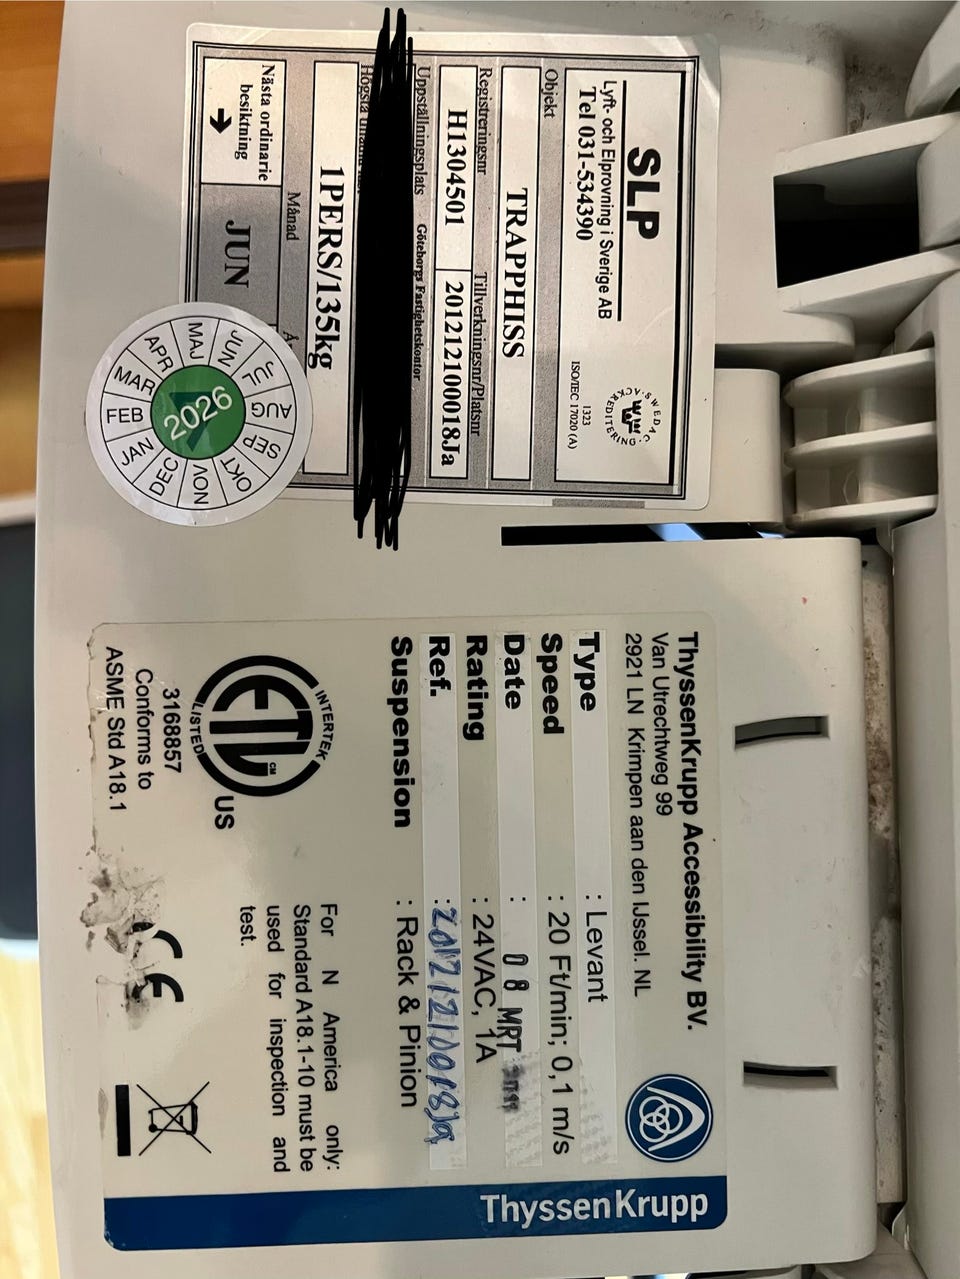 SLP
Lyft- och Elprovning i Sverige AB
Tel 031-534390
SWEDAC
ACKREDITERING
1323
ISO/IEC 17020 (A)
Objekt
TRAPPHISS
Registreringsnr
Tillverkningsnr/Platsnr
H1304501
201212100018Ja
Uppställningsplats
Göteborgs Fastighetskontor
Högsta
1PERS/135kg
Nästa ordinarie
besiktning
Månad
JUN
2026
JAN
FEB
MAR
APR
MAJ
JUN
JUL
AUG
SEP
OKT
NOV
DEC
ThyssenKrupp Accessibility BV.
Van Utrechtweg 99
2921 LN Krimpen aan den IJssel. NL
Type : Levant
Speed : 20 Ft/min; 0,1 m/s
Date : 08 MRT
Rating : 24VAC, 1A
Ref. : 20121210018Ja
Suspension : Rack & Pinion
INTERTEK
ETL CM
LISTED
US
3168857
Conforms to
ASME Std A18.1
For N America only:
Standard A18.1-10 must be
used for inspection and
test.
CE
ThyssenKrupp